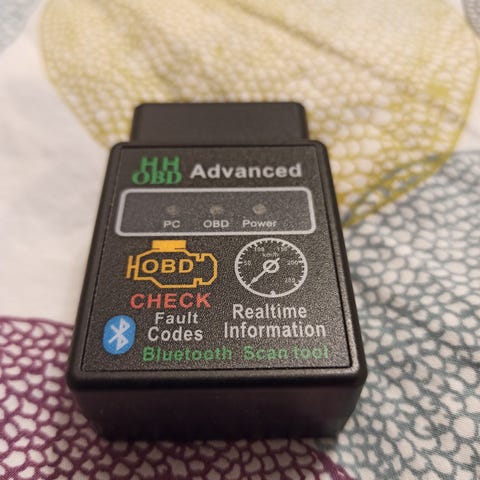 HH
OBD Advanced
PC OBD Power
OBD
CHECK
Fault
Codes
Realtime
Information
Bluetooth Scan tool